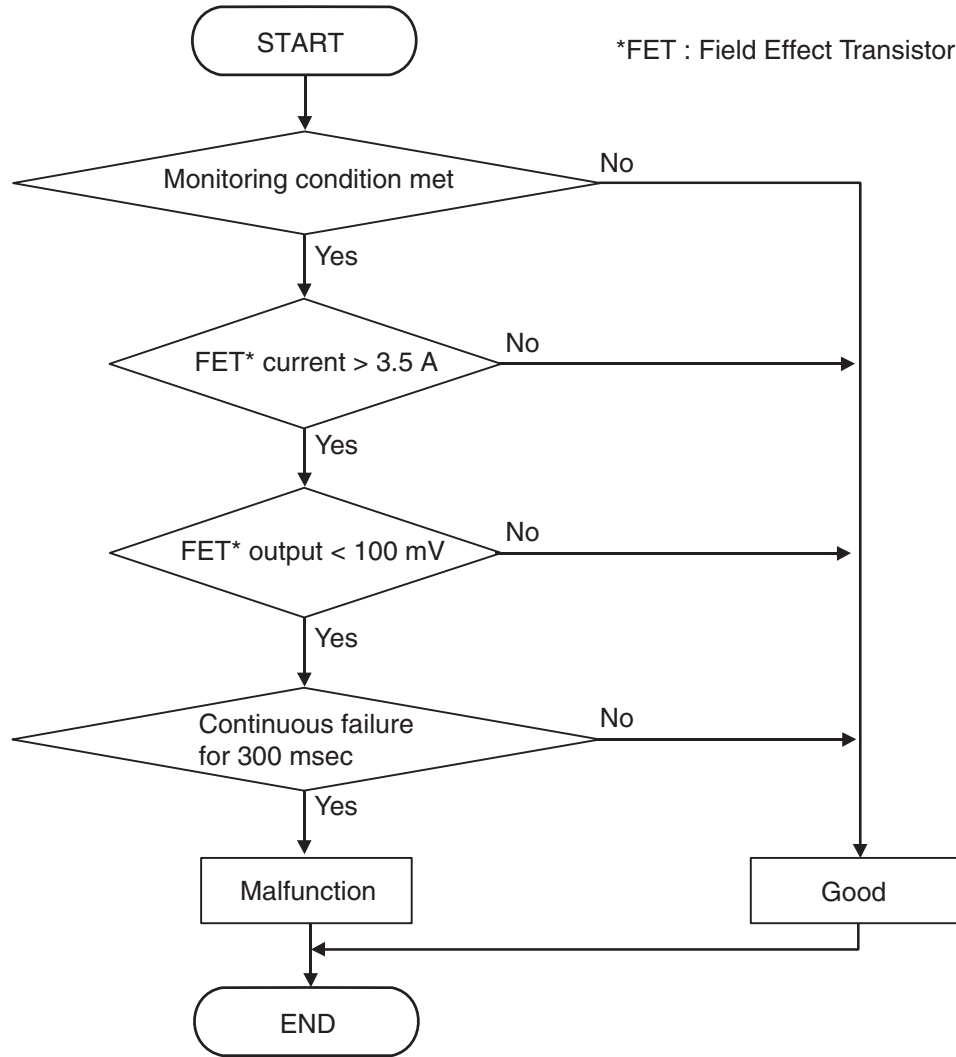 START
*FET : Field Effect Transistor
Monitoring condition met
No
Yes
FET* current > 3.5 A
No
Yes
FET* output < 100 mV
No
Yes
Continuous failure
for 300 msec
No
Yes
Malfunction
Good
END